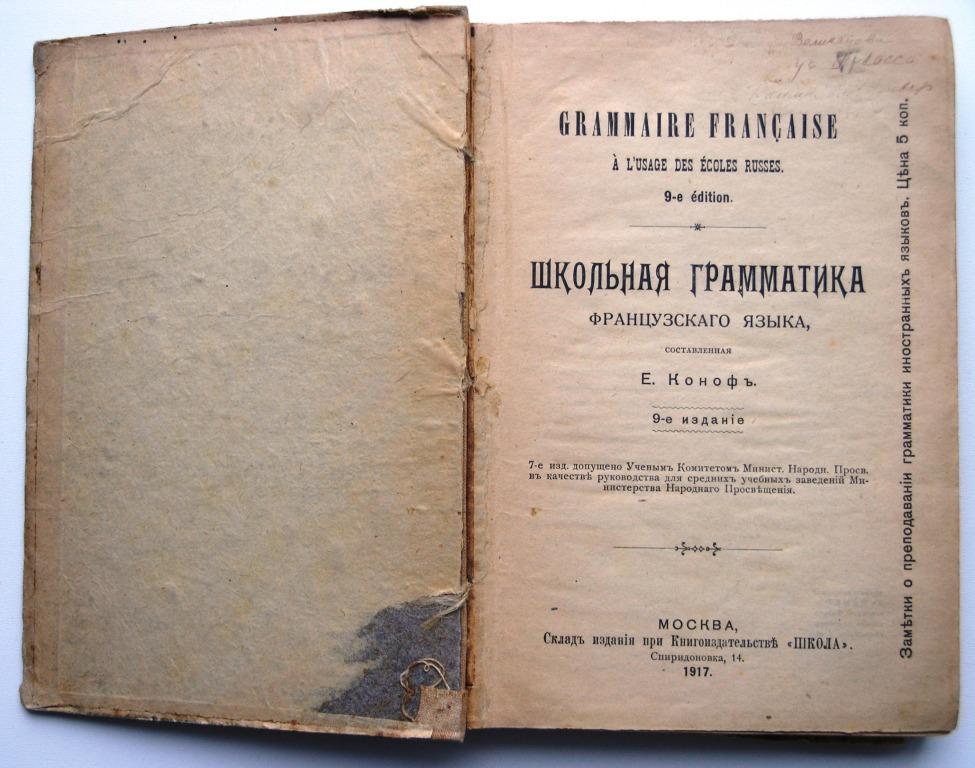 GRAMMAIRE FRANÇAISE
À L'USAGE DES ÉCOLES RUSSES.
9-e édition.
ШКОЛЬНАЯ ГРАММАТИКА
ФРАНЦУЗСКАГО ЯЗЫКА,
СОСТАВЛЕННАЯ
Е. Конофъ.
9-е изданіе
7-е изд. допущено Ученымъ Комитетомъ Минист. Народн. Просв.
въ качествѣ руководства для среднихъ учебныхъ заведеній Ми-
нистерства Народнаго Просвѣщенія.
МОСКВА,
Складъ изданія при Книгоиздательствѣ «ШКОЛА».
Спиридоновка, 14.
1917.
Замѣтки о преподаваніи грамматики иностранныхъ языковъ. Цѣна 5 коп.